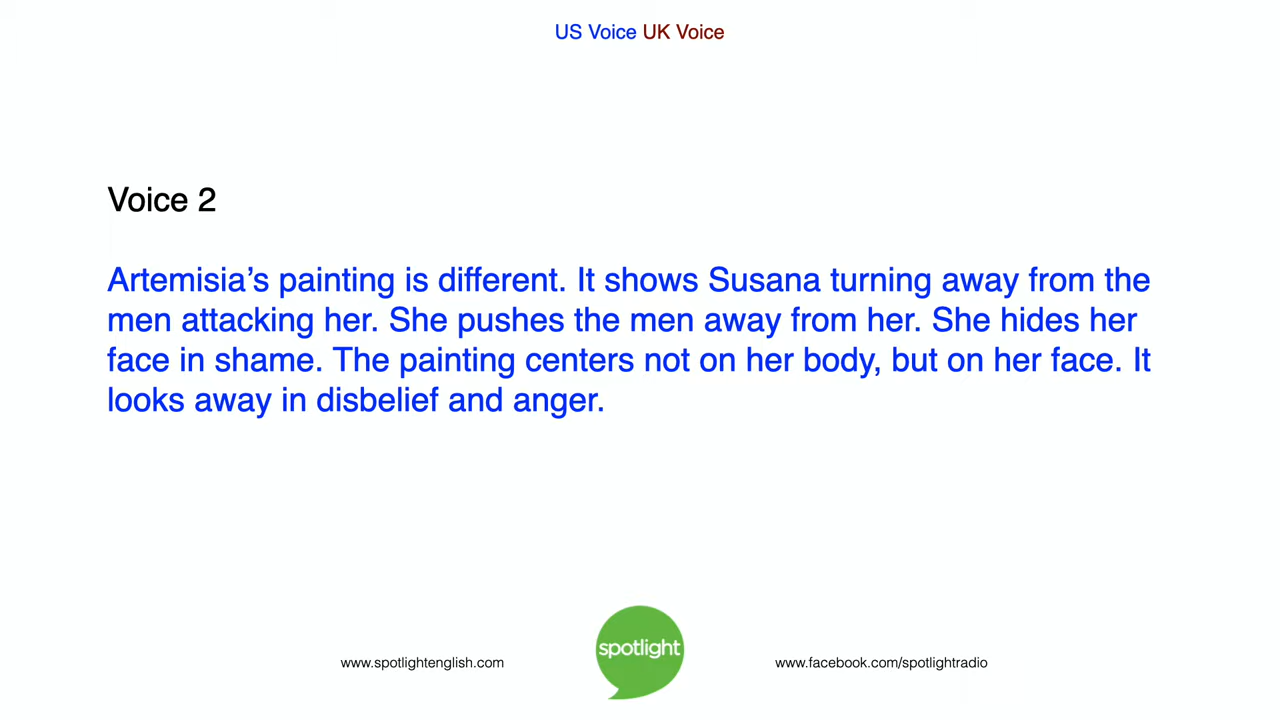 US Voice UK Voice
Voice 2
Artemisia’s painting is different. It shows Susana turning away from the
men attacking her. She pushes the men away from her. She hides her
face in shame. The painting centers not on her body, but on her face. It
looks away in disbelief and anger.
www.spotlightenglish.com
spotlight
www.facebook.com/spotlightradio